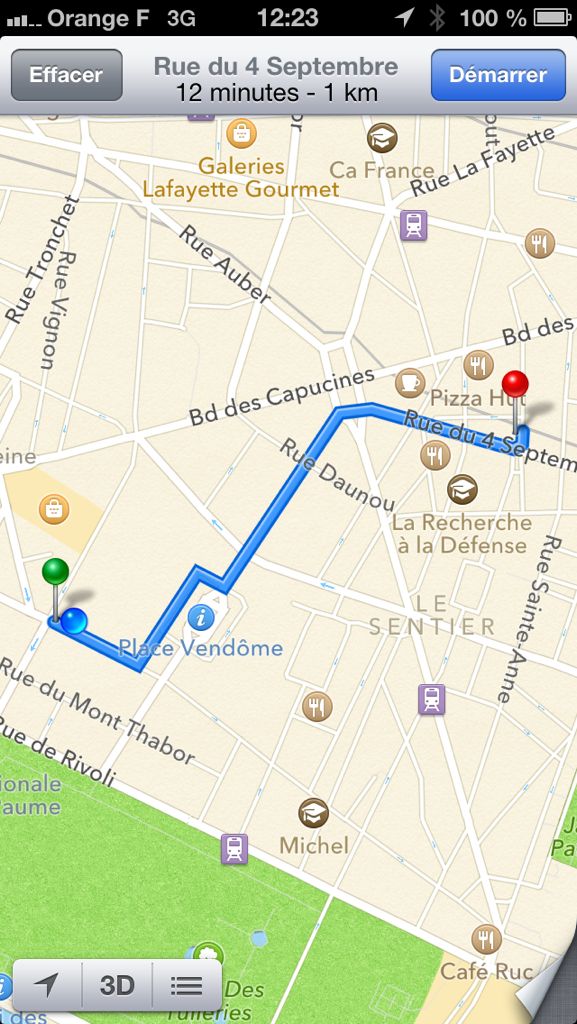 Orange F 3G 12:23 100 %
Effacer
Rue du 4 Septembre
12 minutes - 1 km
Démarrer
Galeries
Lafayette Gourmet
Ca France
Rue La Fayette
Rue Tronchet
Rue Vignon
Rue Auber
Bd des
Bd des Capucines
Pizza Hut
Rue du 4 Septem
eine
Rue Daunou
La Recherche
à la Défense
Rue Sainte-Anne
LE
SENTIER
Place Vendôme
Rue du Mont Thabor
Rue de Rivoli
ionale
aume
Michel
J
Pa
Café Ruc
3D
Des
Tuileries
i des